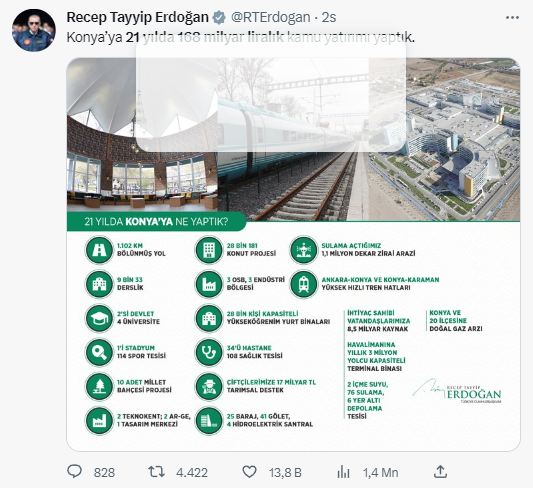 Recep Tayyip Erdoğan @RTErdogan · 2s
Konya'ya 21 yılda 168 milyar liralık kamu yatırımı yaptık.
21 YILDA KONYA'YA NE YAPTIK?
1.102 KM
BÖLÜNMÜŞ YOL
9 BİN 33
DERSLİK
2'Sİ DEVLET
4 ÜNİVERSİTE
1'İ STADYUM
114 SPOR TESİSİ
10 ADET MİLLET
BAHÇESİ PROJESİ
2 TEKNOKENT; 2 AR-GE,
1 TASARIM MERKEZİ
28 BİN 181
KONUT PROJESİ
3 OSB, 3 ENDÜSTRİ
BÖLGESİ
28 BİN KİŞİ KAPASİTELİ
YÜKSEKÖĞRENİM YURT BİNALARI
34'Ü HASTANE
108 SAĞLIK TESİSİ
ÇİFTÇİLERİMİZE 17 MİLYAR TL
TARIMSAL DESTEK
25 BARAJ, 41 GÖLET,
4 HİDROELEKTRİK SANTRAL
SULAMA AÇTIĞIMIZ
1,1 MİLYON DEKAR ZİRAİ ARAZİ
ANKARA-KONYA VE KONYA-KARAMAN
YÜKSEK HIZLI TREN HATLARI
İHTİYAÇ SAHİBİ
VATANDAŞLARIMIZA
8,5 MİLYAR KAYNAK
HAVALİMANINA
YILLIK 3 MİLYON
YOLCU KAPASİTELİ
TERMİNAL BİNASI
2 İÇME SUYU,
76 SULAMA,
6 YER ALTI
DEPOLAMA
TESİSİ
KONYA VE
20 İLÇESİNE
DOĞAL GAZ ARZI
RECEP TAYYİP
ERDOĞAN
828 4.422 13,8 B 1,4 Mn